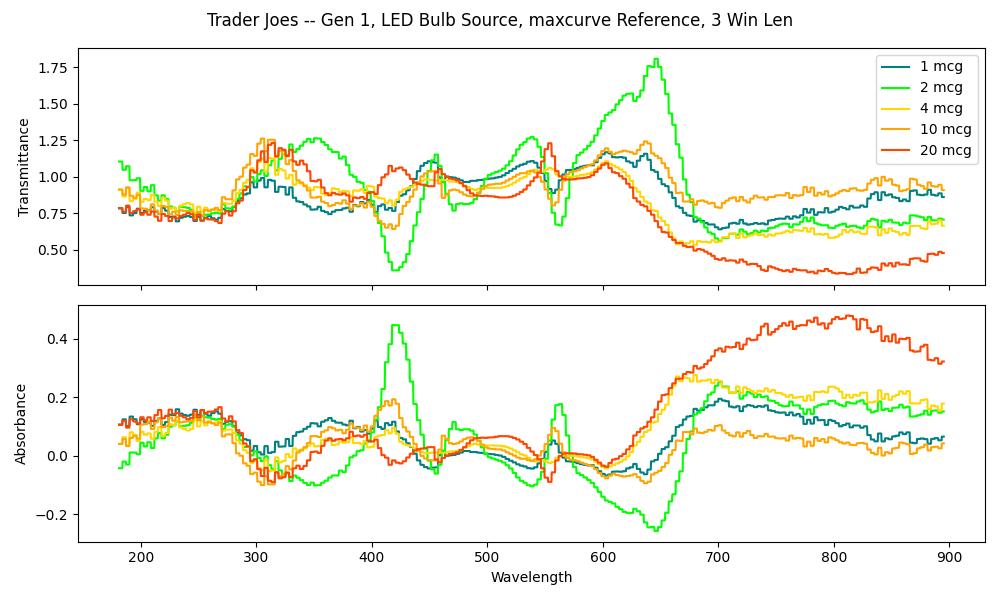 Trader Joes -- Gen 1, LED Bulb Source, maxcurve Reference, 3 Win Len
1.75
1.50
1.25
1.00
0.75
0.50
Transmittance
1 mcg
2 mcg
4 mcg
10 mcg
20 mcg
0.4
0.2
0.0
−0.2
Absorbance
200 300 400 500 600 700 800 900
Wavelength